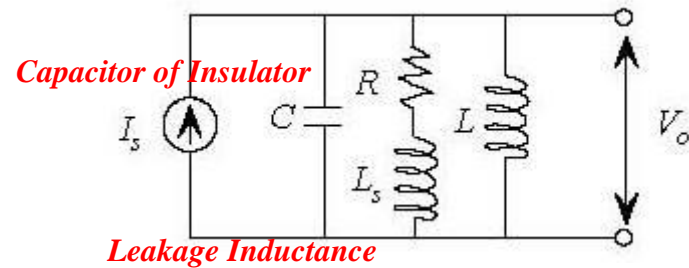 Capacitor of Insulator
R
I_s
C
L
V_o
L_s
Leakage Inductance